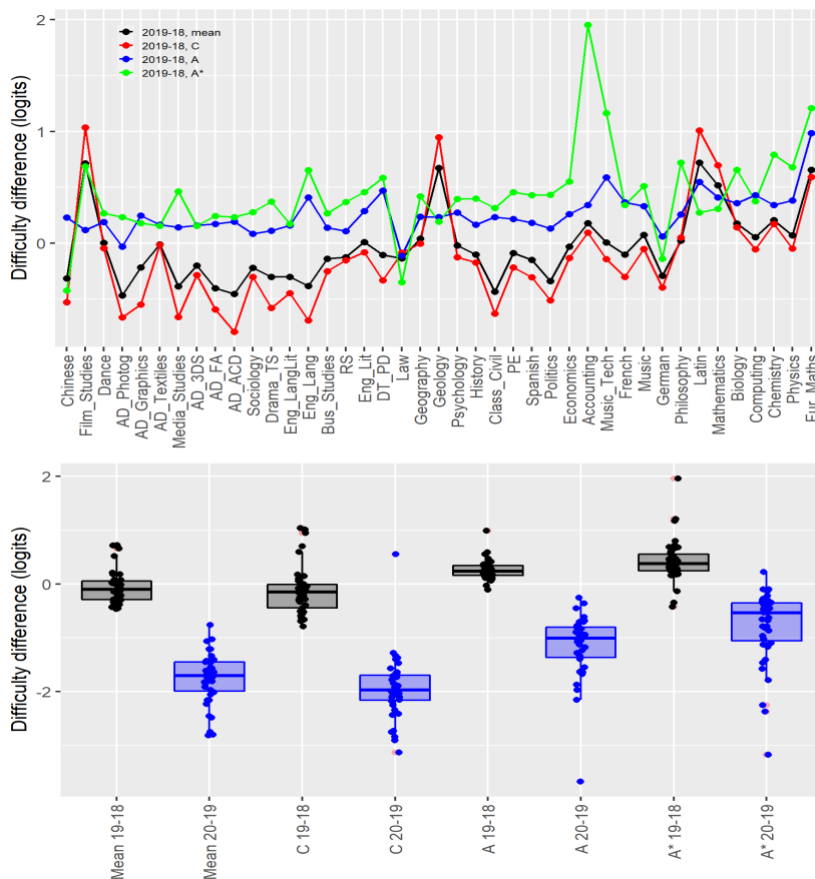 Difficulty difference (logits)
2
1
0
2019-18, mean
2019-18, C
2019-18, A
2019-18, A*
Chinese
Film_Studies
Dance
AD_Photog
AD_Graphics
AD_Textiles
Media_Studies
AD_3DS
AD_FA
AD_ACD
Sociology
Drama_TS
Eng_LangLit
Eng_Lang
Bus_Studies
RS
Eng_Lit
DT_PD
Law
Geography
Geology
Psychology
History
Class_Civil
PE
Spanish
Politics
Economics
Accounting
Music_Tech
French
Music
German
Philosophy
Latin
Mathematics
Biology
Computing
Chemistry
Physics
Fur_Maths
Difficulty difference (logits)
2
0
-2
Mean 19-18
Mean 20-19
C 19-18
C 20-19
A 19-18
A 20-19
A* 19-18
A* 20-19